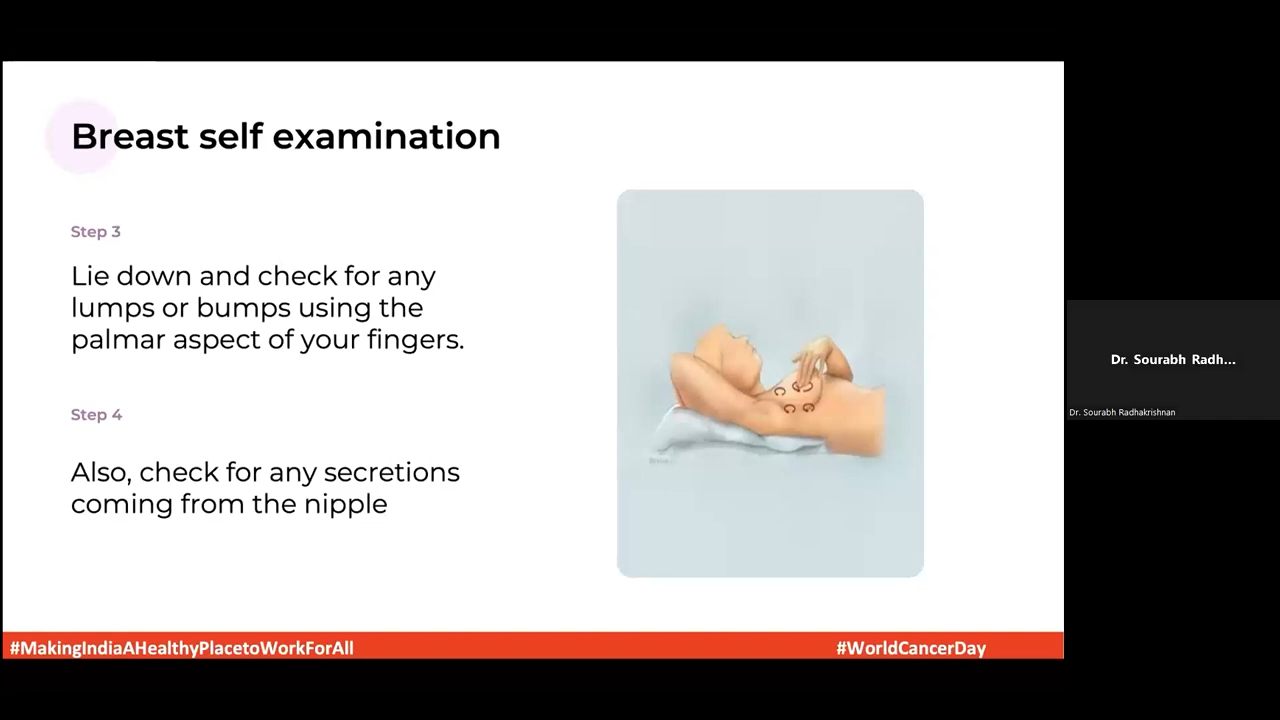 Breast self examination
Step 3
Lie down and check for any
lumps or bumps using the
palmar aspect of your fingers.
Step 4
Also, check for any secretions
coming from the nipple
#MakingIndiaAHealthyPlacetoWorkForAll
#WorldCancerDay
Dr. Sourabh Radh...
Dr. Sourabh Radhakrishnan